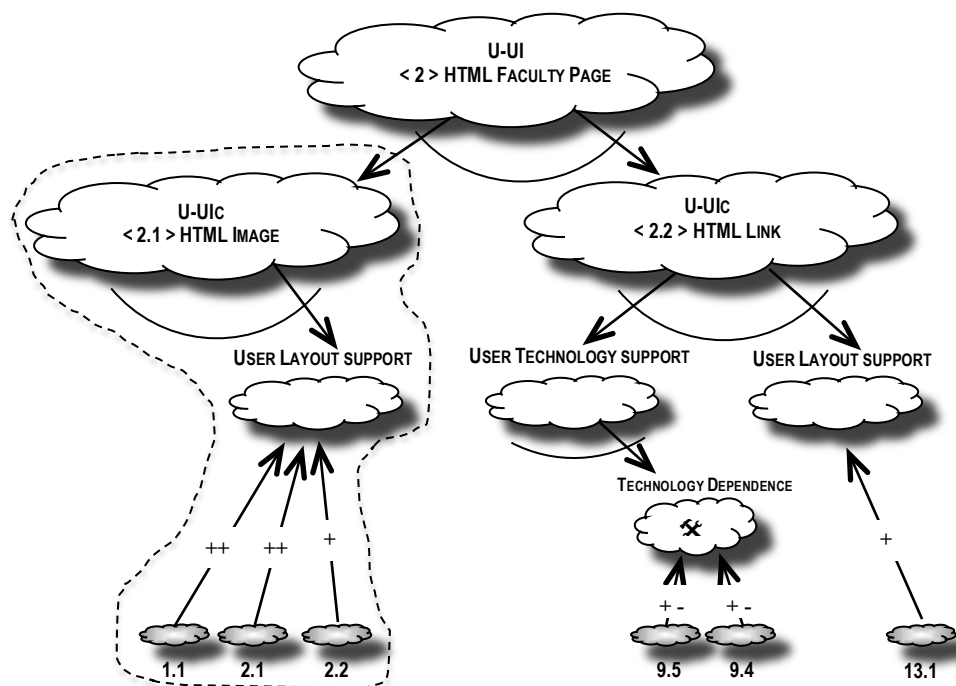 U-UI
< 2 > HTML FACULTY PAGE
U-UIC
< 2.1 > HTML IMAGE
U-UIC
< 2.2 > HTML LINK
USER LAYOUT SUPPORT
USER TECHNOLOGY SUPPORT
USER LAYOUT SUPPORT
TECHNOLOGY DEPENDENCE
++
++
+
+
+ -
+ -
1.1
2.1
2.2
9.5
9.4
13.1